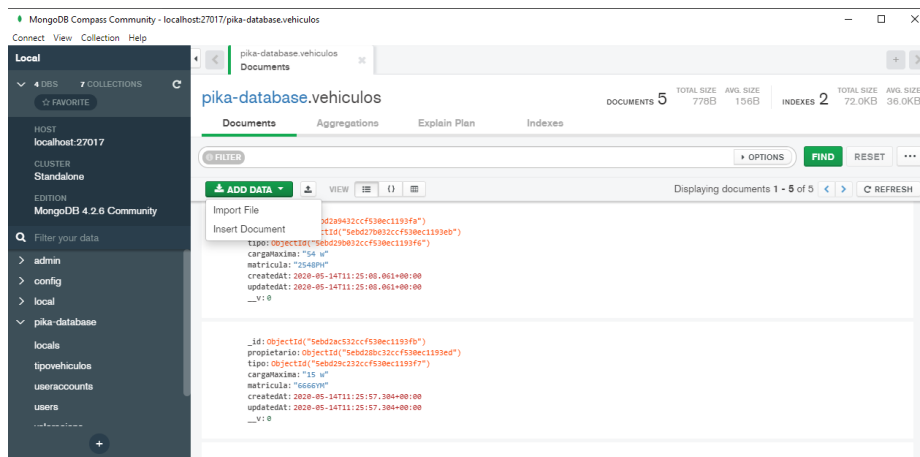 MongoDB Compass Community - localhost:27017/pika-database.vehiculos
Connect View Collection Help
Local
4 DBS 7 COLLECTIONS
FAVORITE
HOST
localhost:27017
CLUSTER
Standalone
EDITION
MongoDB 4.2.6 Community
Filter your data
admin
config
local
pika-database
locals
tipovehiculos
useraccounts
users
pika-database.vehiculos
Documents
pika-database.vehiculos
DOCUMENTS 5 TOTAL SIZE 778B AVG. SIZE 156B INDEXES 2 TOTAL SIZE 72.0KB AVG. SIZE 36.0KB
Documents Aggregations Explain Plan Indexes
FILTER OPTIONS FIND RESET
ADD DATA VIEW Displaying documents 1 - 5 of 5 REFRESH
Import File
Insert Document
tipo: ObjectId("5ebd29b032ccf530ec1193f6")
cargaMaxima: "54 w"
matricula: "2548PH"
createdAt: 2020-05-14T11:25:08.061+00:00
updatedAt: 2020-05-14T11:25:08.061+00:00
__v: 0
_id: ObjectId("5ebd2ac532ccf530ec1193fb")
propietario: ObjectId("5ebd28bc32ccf530ec1193ed")
tipo: ObjectId("5ebd29c232ccf530ec1193f7")
cargaMaxima: "15 w"
matricula: "6666YM"
createdAt: 2020-05-14T11:25:57.304+00:00
updatedAt: 2020-05-14T11:25:57.304+00:00
__v: 0